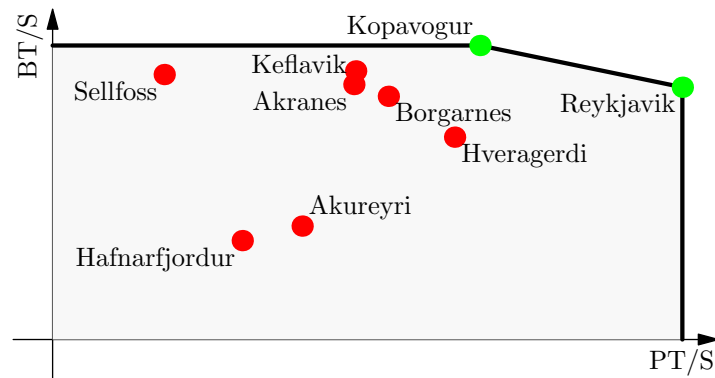 BT/S
Kopavogur
Keflavik
Sellfoss
Akranes
Reykjavik
Borgarnes
Hveragerdi
Akureyri
Hafnarfjordur
PT/S